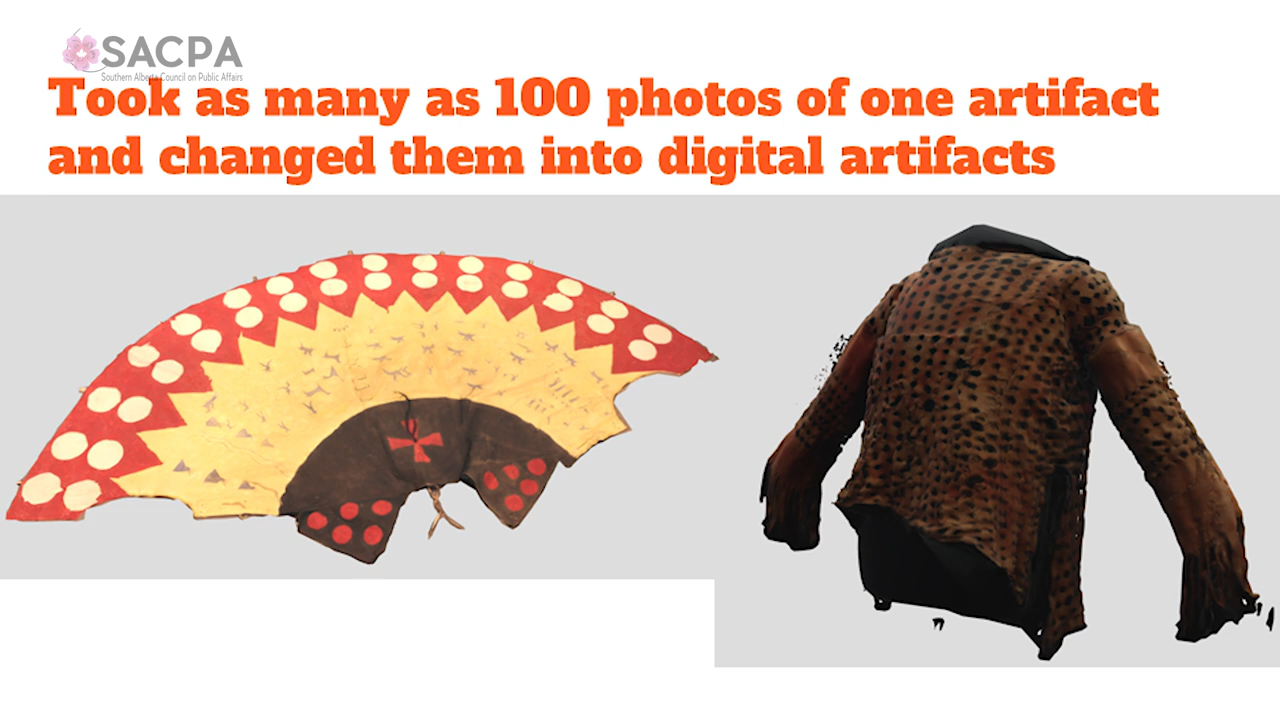 SACPA
Southern Alberta Council on Public Affairs
Took as many as 100 photos of one artifact
and changed them into digital artifacts